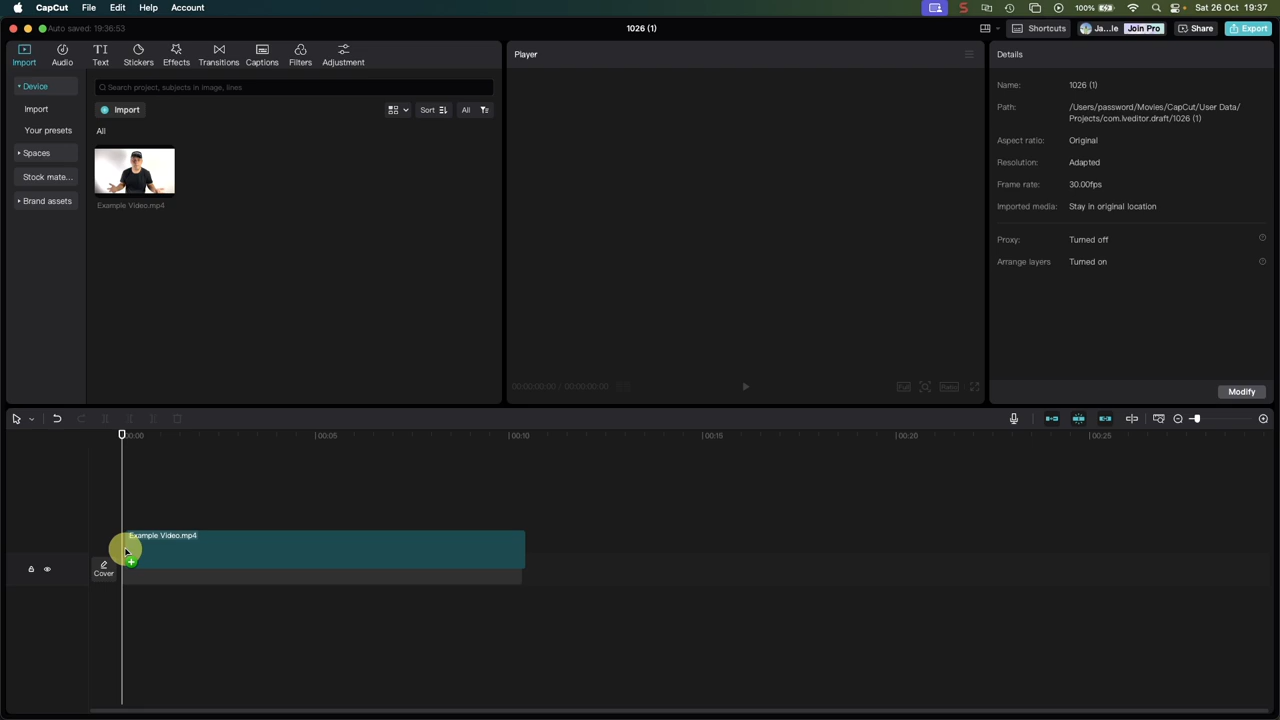 CapCut File Edit Help Account
100% Sat 26 Oct 19:37
Auto saved: 19:36:53
1026 (1)
Shortcuts
Ja...le
Join Pro
Share
Export
Import
Audio
Text
Stickers
Effects
Transitions
Captions
Filters
Adjustment
Device
Import
Your presets
Spaces
Stock mate...
Brand assets
Search project, subjects in image, lines
Import
Sort
All
All
Example Video.mp4
Player
00:00:00:00 / 00:00:00:00
Full
Ratio
Details
Name: 1026 (1)
Path: /Users/password/Movies/CapCut/User Data/
Projects/com.lveditor.draft/1026 (1)
Aspect ratio: Original
Resolution: Adapted
Frame rate: 30.00fps
Imported media: Stay in original location
Proxy: Turned off
Arrange layers Turned on
Modify
00:00 00:05 00:10 00:15 00:20 00:25
Example Video.mp4
Cover